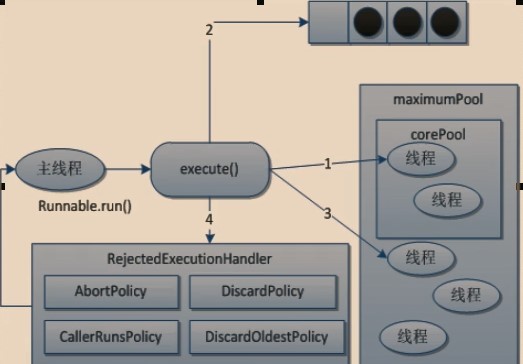 2
maximumPool
corePool
线程
线程
主线程
execute()
1
3
Runnable.run()
4
线程
线程
线程
RejectedExecutionHandler
AbortPolicy
DiscardPolicy
CallerRunsPolicy
DiscardOldestPolicy